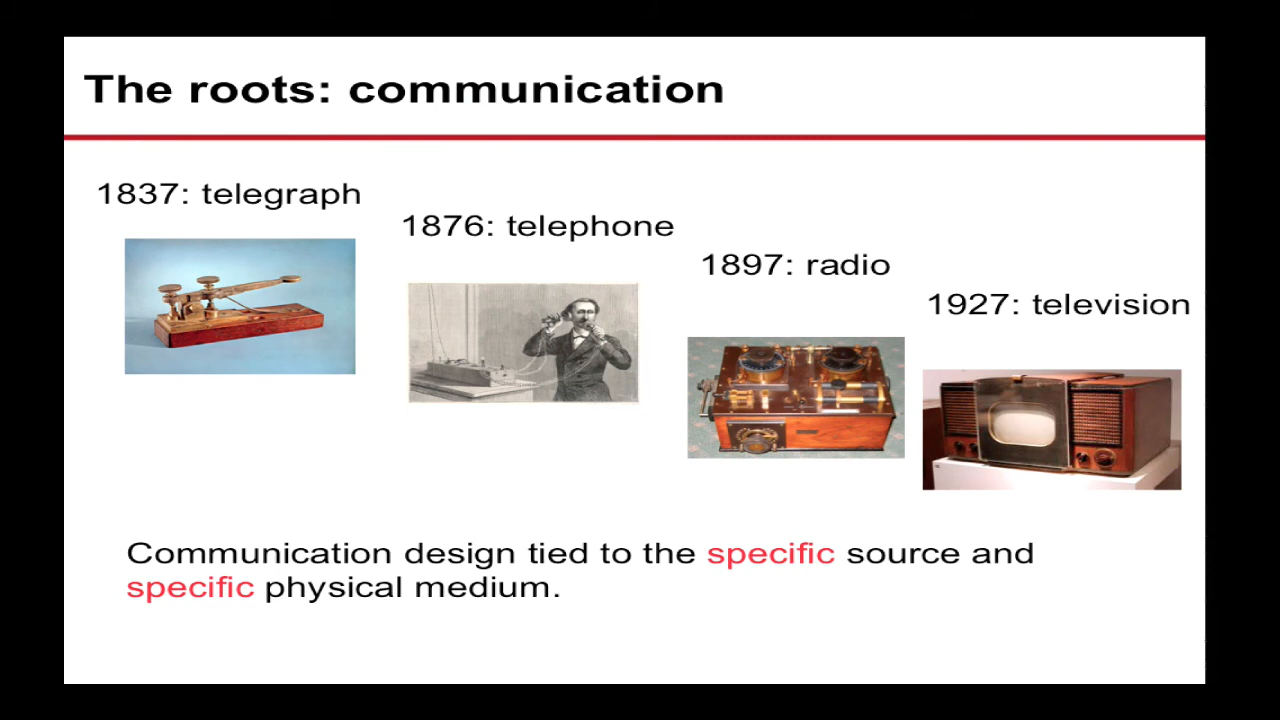 The roots: communication
1837: telegraph
1876: telephone
1897: radio
1927: television
Communication design tied to the specific source and
specific physical medium.